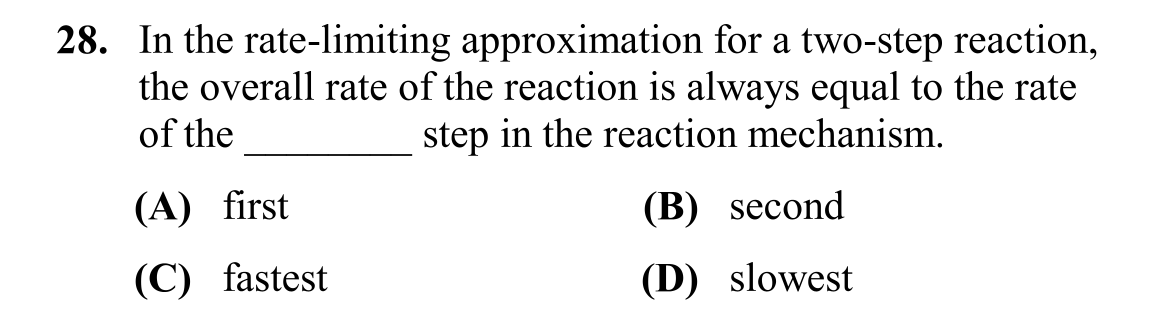 28. In the rate-limiting approximation for a two-step reaction,
the overall rate of the reaction is always equal to the rate
of the ________ step in the reaction mechanism.
(A) first (B) second
(C) fastest (D) slowest